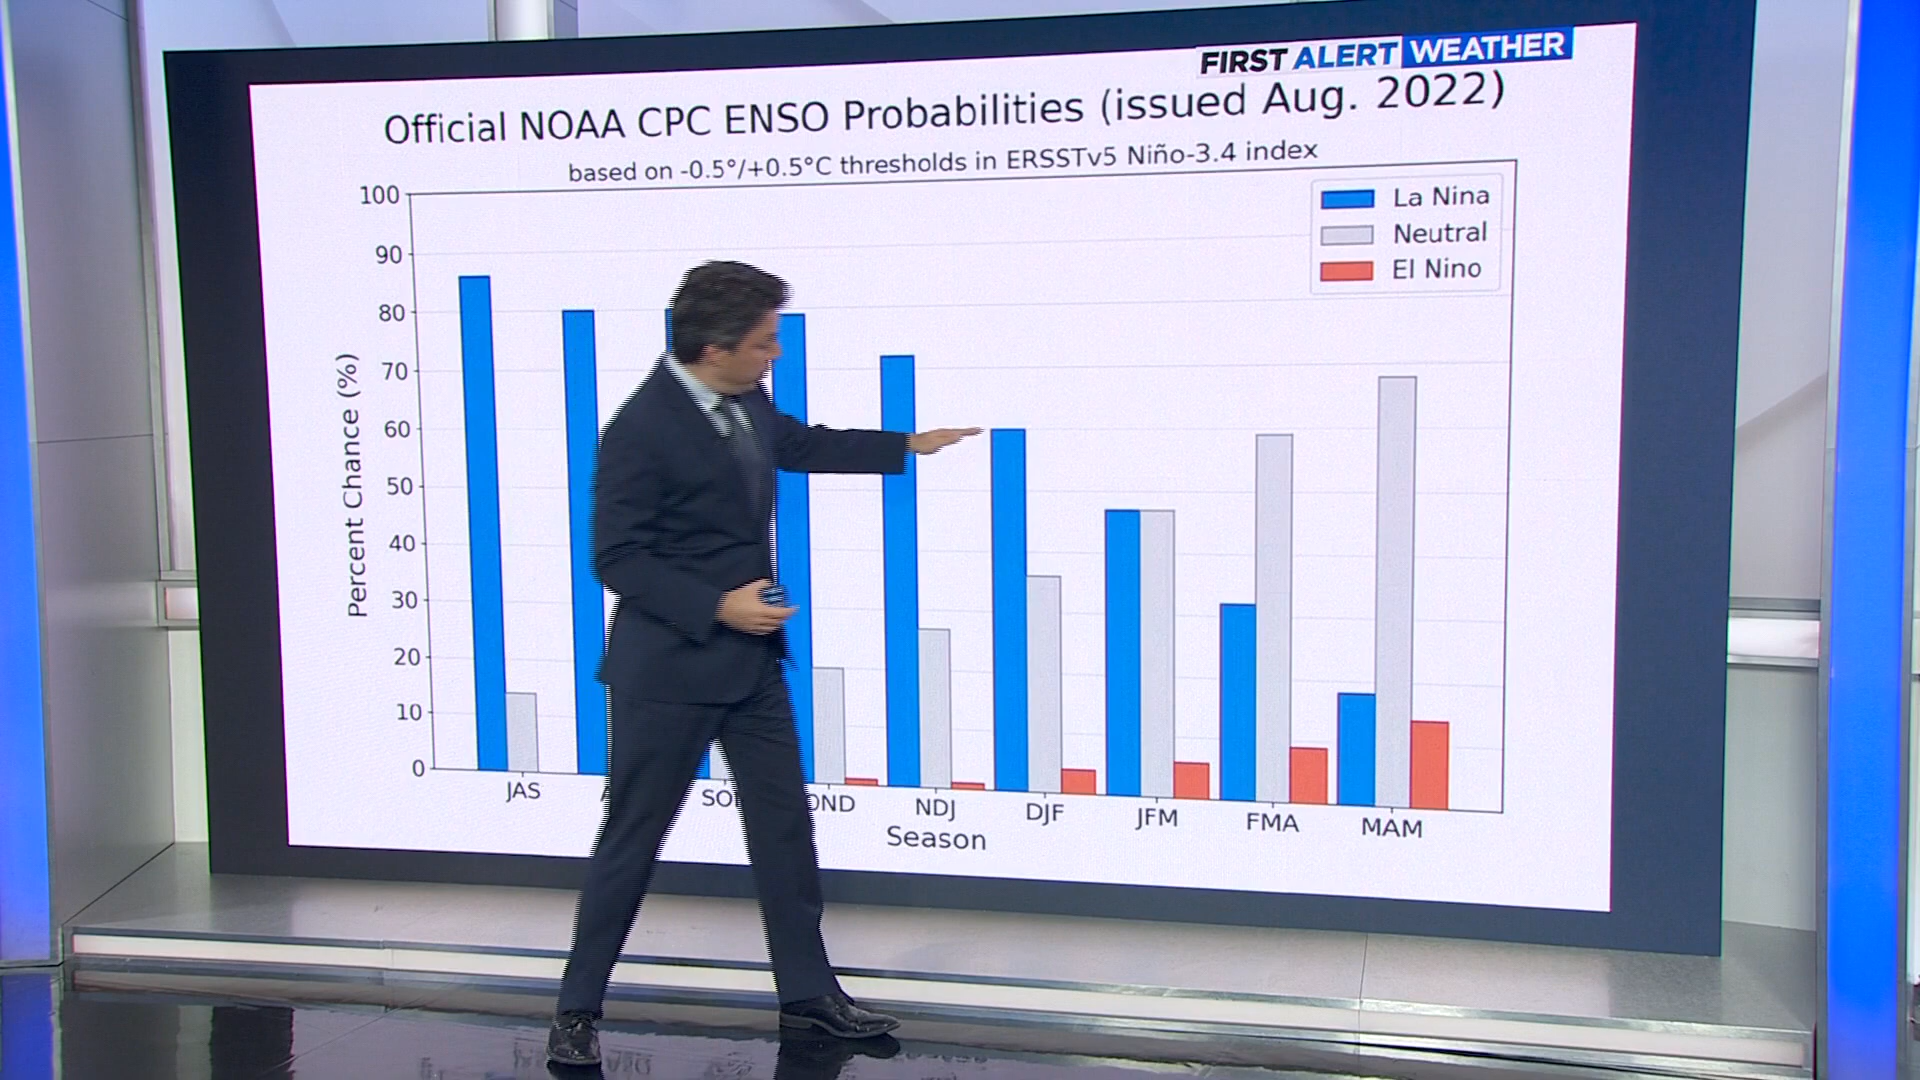 FIRST ALERT WEATHER
Official NOAA CPC ENSO Probabilities (issued Aug. 2022)
based on -0.5°/+0.5°C thresholds in ERSSTv5 Niño-3.4 index
La Nina
Neutral
El Nino
100
90
80
70
60
50
40
30
20
10
0
Percent Chance (%)
JAS SO OND NDJ DJF JFM FMA MAM
Season